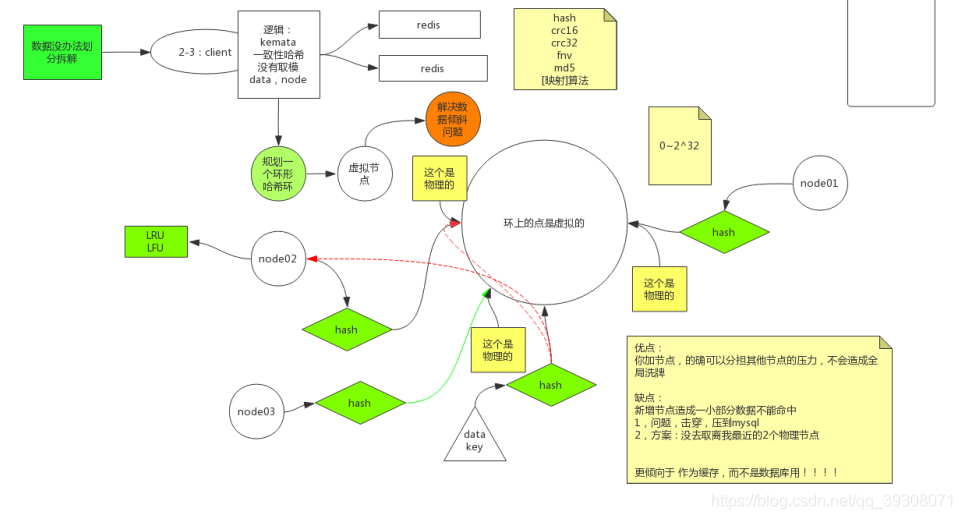 数据没办法划
分拆解
2-3：client
逻辑：
kemata
一致性哈希
没有取模
data，node
redis
redis
hash
crc16
crc32
fnv
md5
[映射]算法
解决数
据倾斜
问题
规划一
个环形
哈希环
虚拟节
点
这个是
物理的
0~2^32
环上的点是虚拟的
node01
hash
LRU
LFU
node02
hash
这个是
物理的
这个是
物理的
node03
hash
hash
data
key
优点：
你加节点，的确可以分担其他节点的压力，不会造成全
局洗牌
缺点：
新增节点造成一小部分数据不能命中
1，问题，击穿，压到mysql
2，方案：没去取离我最近的2个物理节点
更倾向于 作为缓存，而不是数据库用！！！！
https://blog.csdn.net/qq_39308071